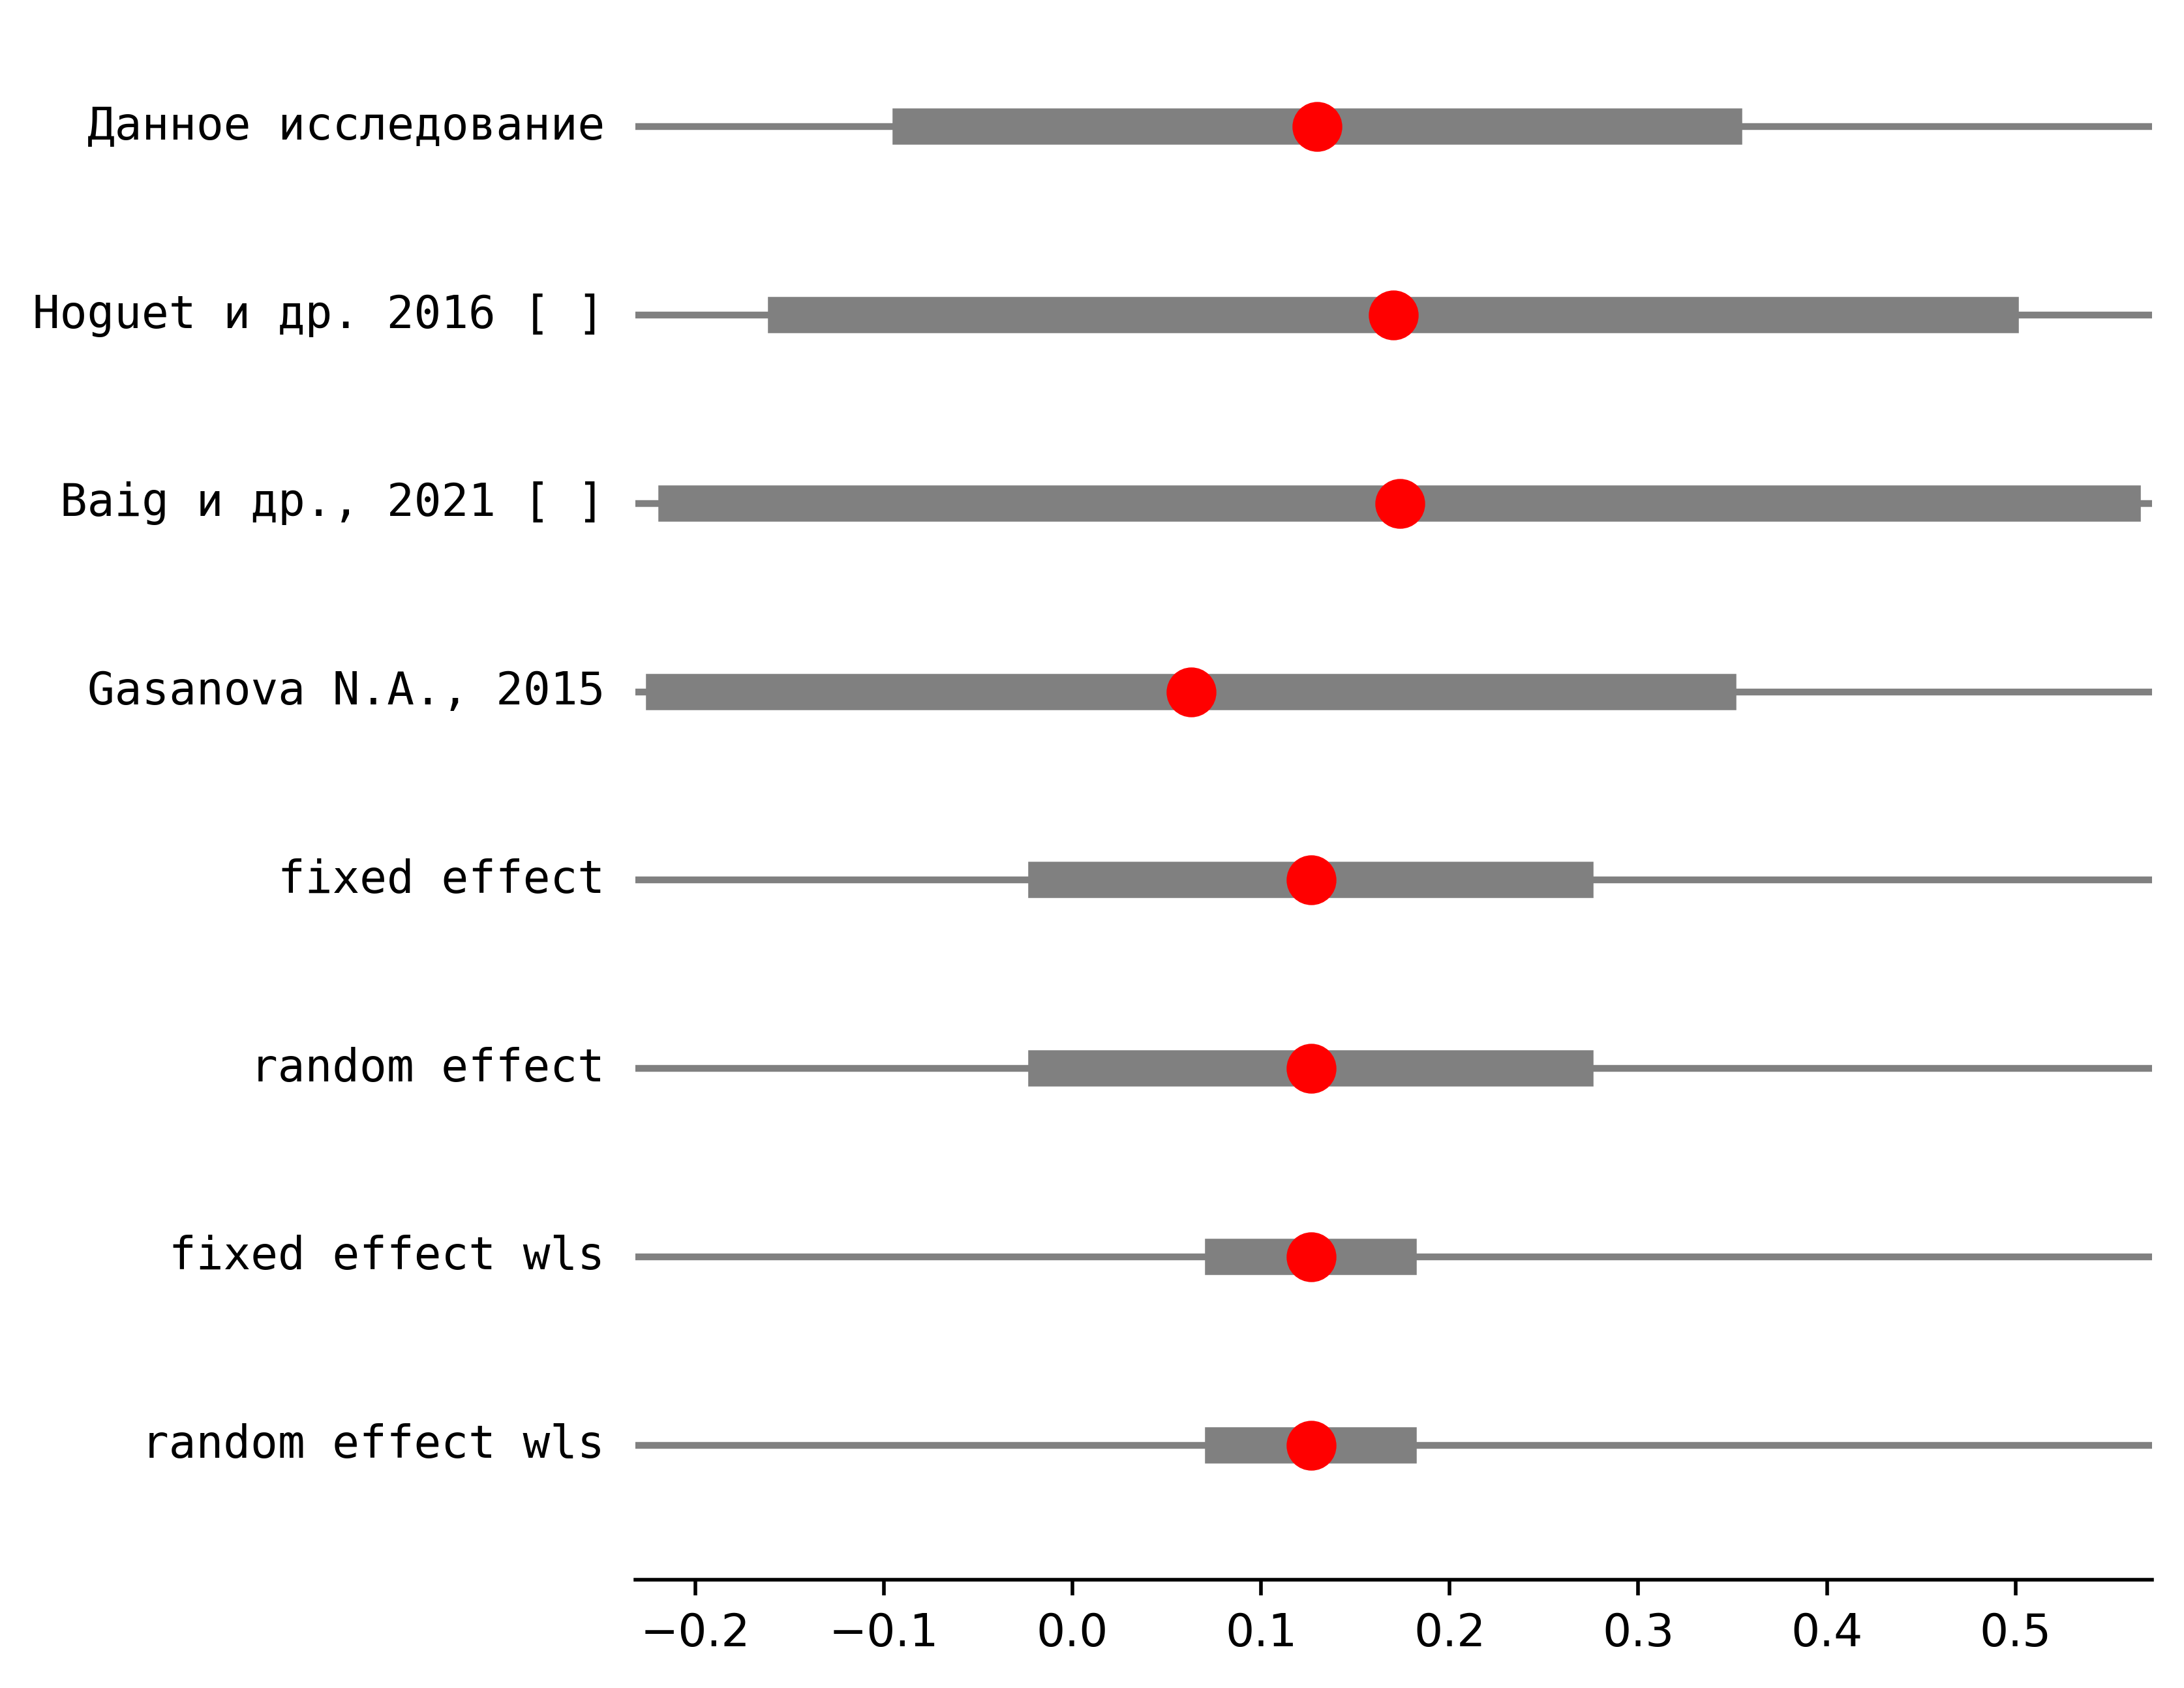 Данное исследование
Hoguet и др. 2016 [ ]
Baig и др., 2021 [ ]
Gasanova N.A., 2015
fixed effect
random effect
fixed effect wls
random effect wls
−0.2 −0.1 0.0 0.1 0.2 0.3 0.4 0.5